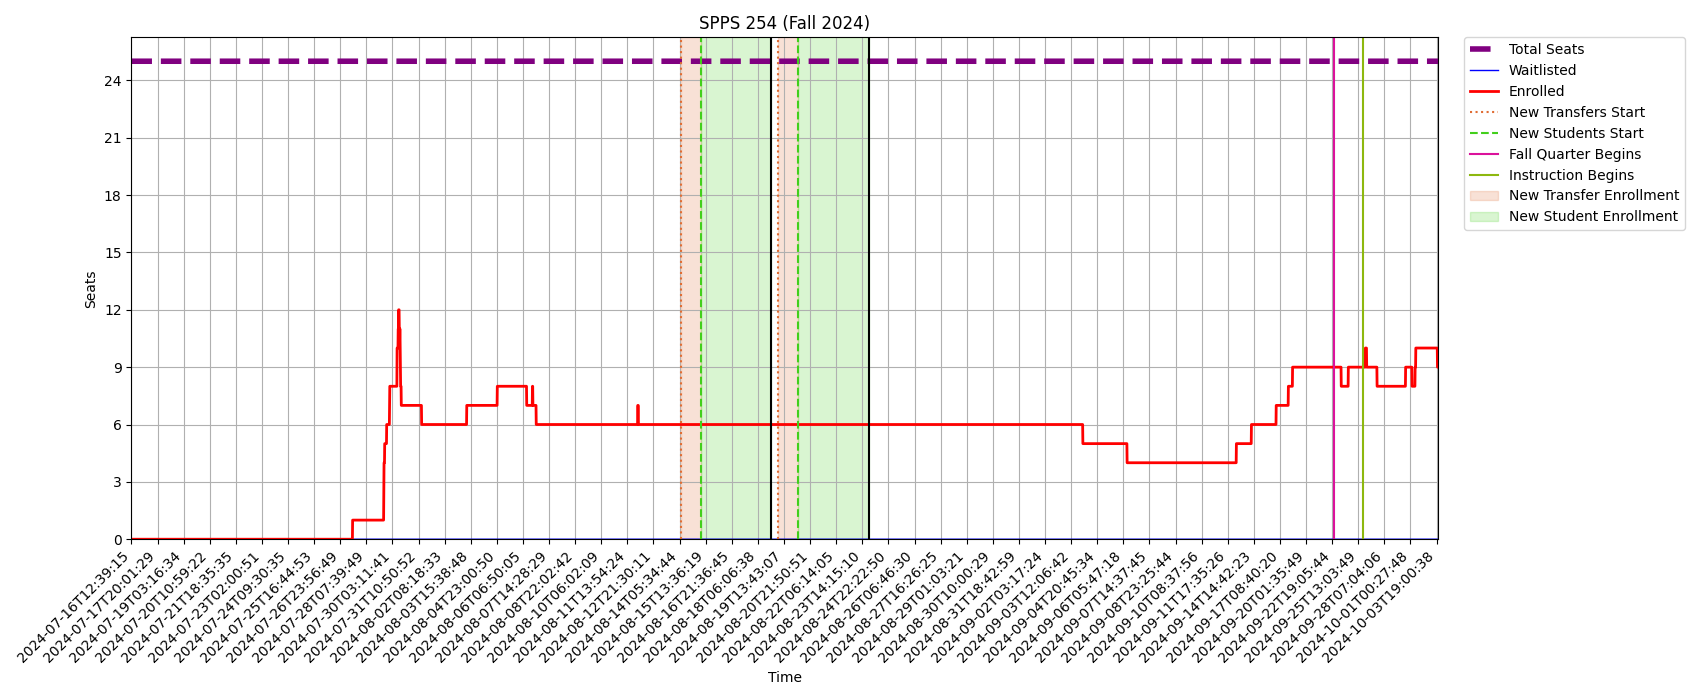 SPPS 254 (Fall 2024)
Total Seats
Waitlisted
Enrolled
New Transfers Start
New Students Start
Fall Quarter Begins
Instruction Begins
New Transfer Enrollment
New Student Enrollment
Seats
24
21
18
15
12
9
6
3
0
2024-07-16T12:39:15
2024-07-17T20:01:29
2024-07-19T03:16:34
2024-07-20T10:59:22
2024-07-21T18:35:35
2024-07-23T02:00:51
2024-07-24T09:30:35
2024-07-25T16:44:53
2024-07-26T23:56:49
2024-07-28T07:39:49
2024-07-30T03:11:41
2024-07-31T10:50:52
2024-08-02T08:18:33
2024-08-03T15:38:48
2024-08-04T23:00:50
2024-08-06T06:50:05
2024-08-07T14:28:29
2024-08-08T22:02:42
2024-08-10T06:02:09
2024-08-11T13:54:24
2024-08-12T21:30:11
2024-08-14T05:34:44
2024-08-15T13:36:19
2024-08-16T21:36:45
2024-08-18T06:06:38
2024-08-19T13:43:07
2024-08-20T21:50:51
2024-08-22T06:14:05
2024-08-23T14:15:10
2024-08-24T22:22:50
2024-08-26T06:46:30
2024-08-27T16:26:25
2024-08-29T01:03:21
2024-08-30T10:00:29
2024-08-31T18:42:59
2024-09-02T03:17:24
2024-09-03T12:06:42
2024-09-04T20:45:34
2024-09-06T05:47:18
2024-09-07T14:37:45
2024-09-08T23:25:44
2024-09-10T08:37:56
2024-09-11T17:35:26
2024-09-14T14:42:23
2024-09-17T08:40:20
2024-09-20T01:35:49
2024-09-22T19:05:44
2024-09-25T13:03:49
2024-09-28T07:04:06
2024-10-01T00:27:48
2024-10-03T19:00:38
Time